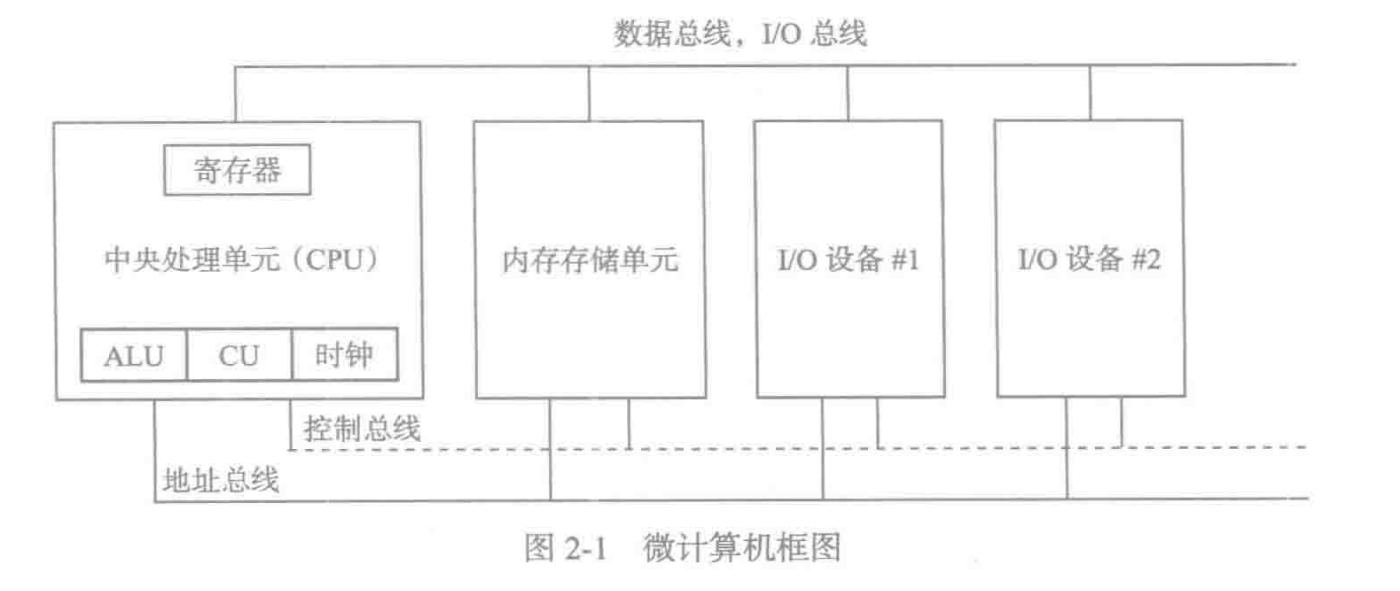 数据总线，I/O 总线
寄存器
中央处理单元（CPU）
内存存储单元
I/O 设备 #1
I/O 设备 #2
ALU
CU
时钟
控制总线
地址总线
图 2-1 微计算机框图